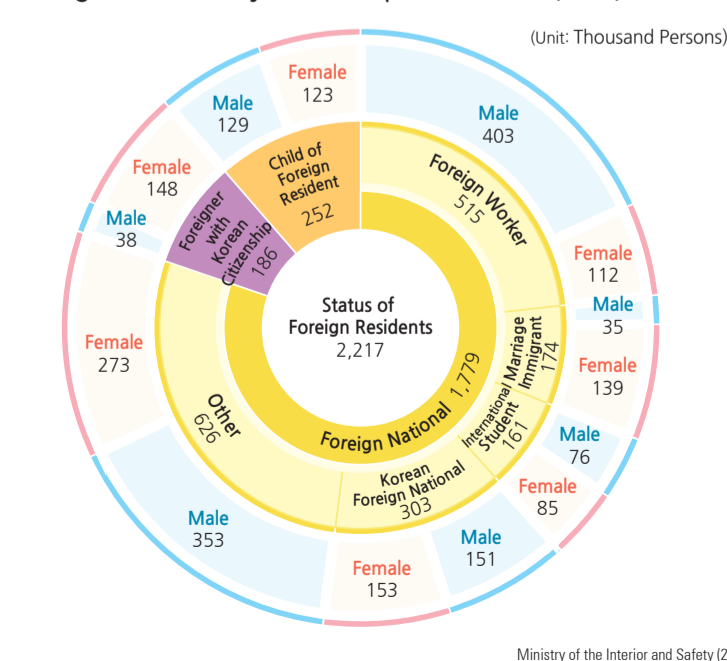 (Unit: Thousand Persons)
Female
123
Male
129
Male
403
Child of
Foreign
Resident
252
Foreign Worker
515
Female
148
Foreigner
with
Korean
Citizenship
186
Male
38
Female
112
Male
35
Status of
Foreign Residents
2,217
Marriage
Immigrant
174
Female
273
Female
139
Foreign National 1,779
International
Student
161
Other
626
Male
76
Korean
Foreign National
303
Female
85
Male
353
Male
151
Female
153
Ministry of the Interior and Safety (2